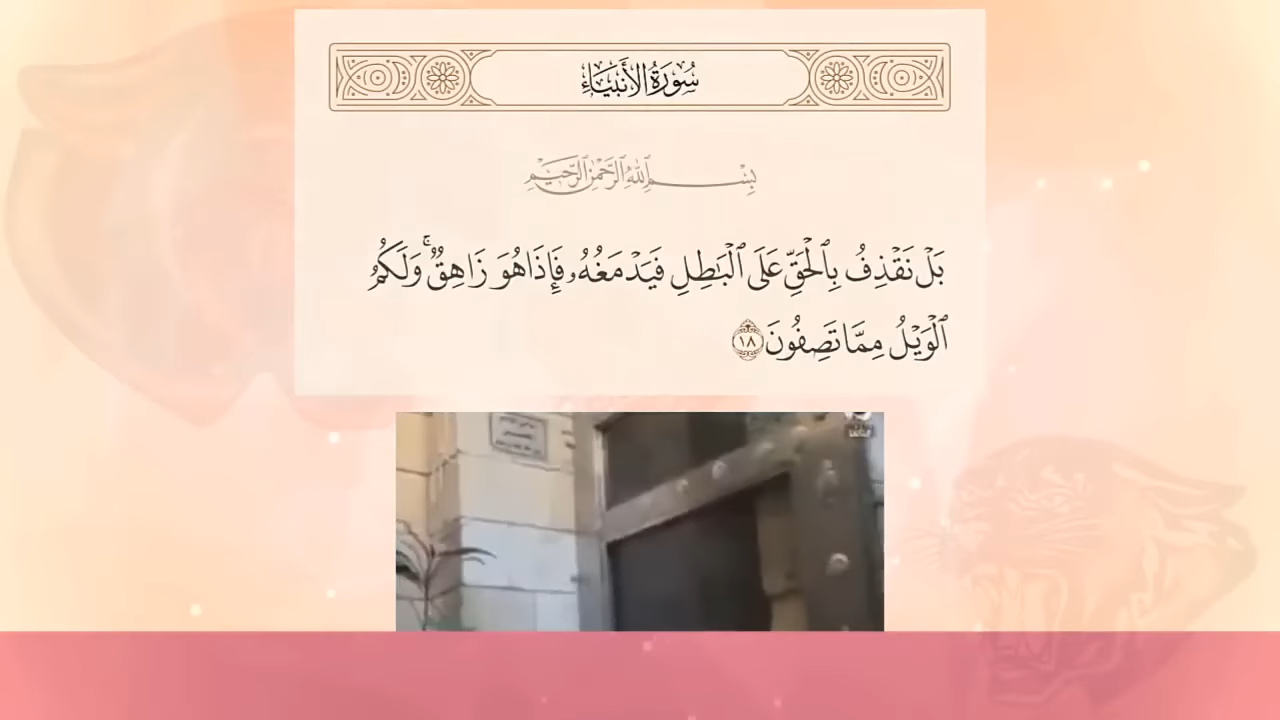 سُورَةُ الأَنبِيَاءِ
بِسْمِ ٱللَّهِ ٱلرَّحْمَٰنِ ٱلرَّحِيمِ
بَلْ نَقْذِفُ بِٱلْحَقِّ عَلَى ٱلْبَٰطِلِ فَيَدْمَغُهُۥ فَإِذَا هُوَ زَاهِقٌ ۚ وَلَكُمُ
ٱلْوَيْلُ مِمَّا تَصِفُونَ ١٨